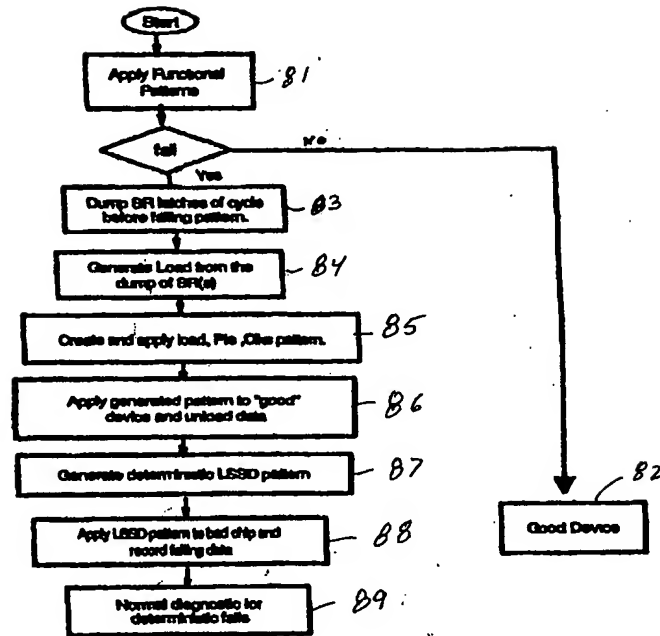 Start
Apply Functional
Patterns
81
fail
No
Yes
Dump SR latches of cycle
before failing pattern.
83
Generate Load from the
dump of SR(s)
84
Create and apply load, PIs ,Clks pattern.
85
Apply generated pattern to "good"
device and unload data
86
Generate deterministic LSSD pattern
87
82
Good Device
Apply LSSD pattern to bad chip and
record failing data
88
Normal diagnostic for
deterministic fails
89